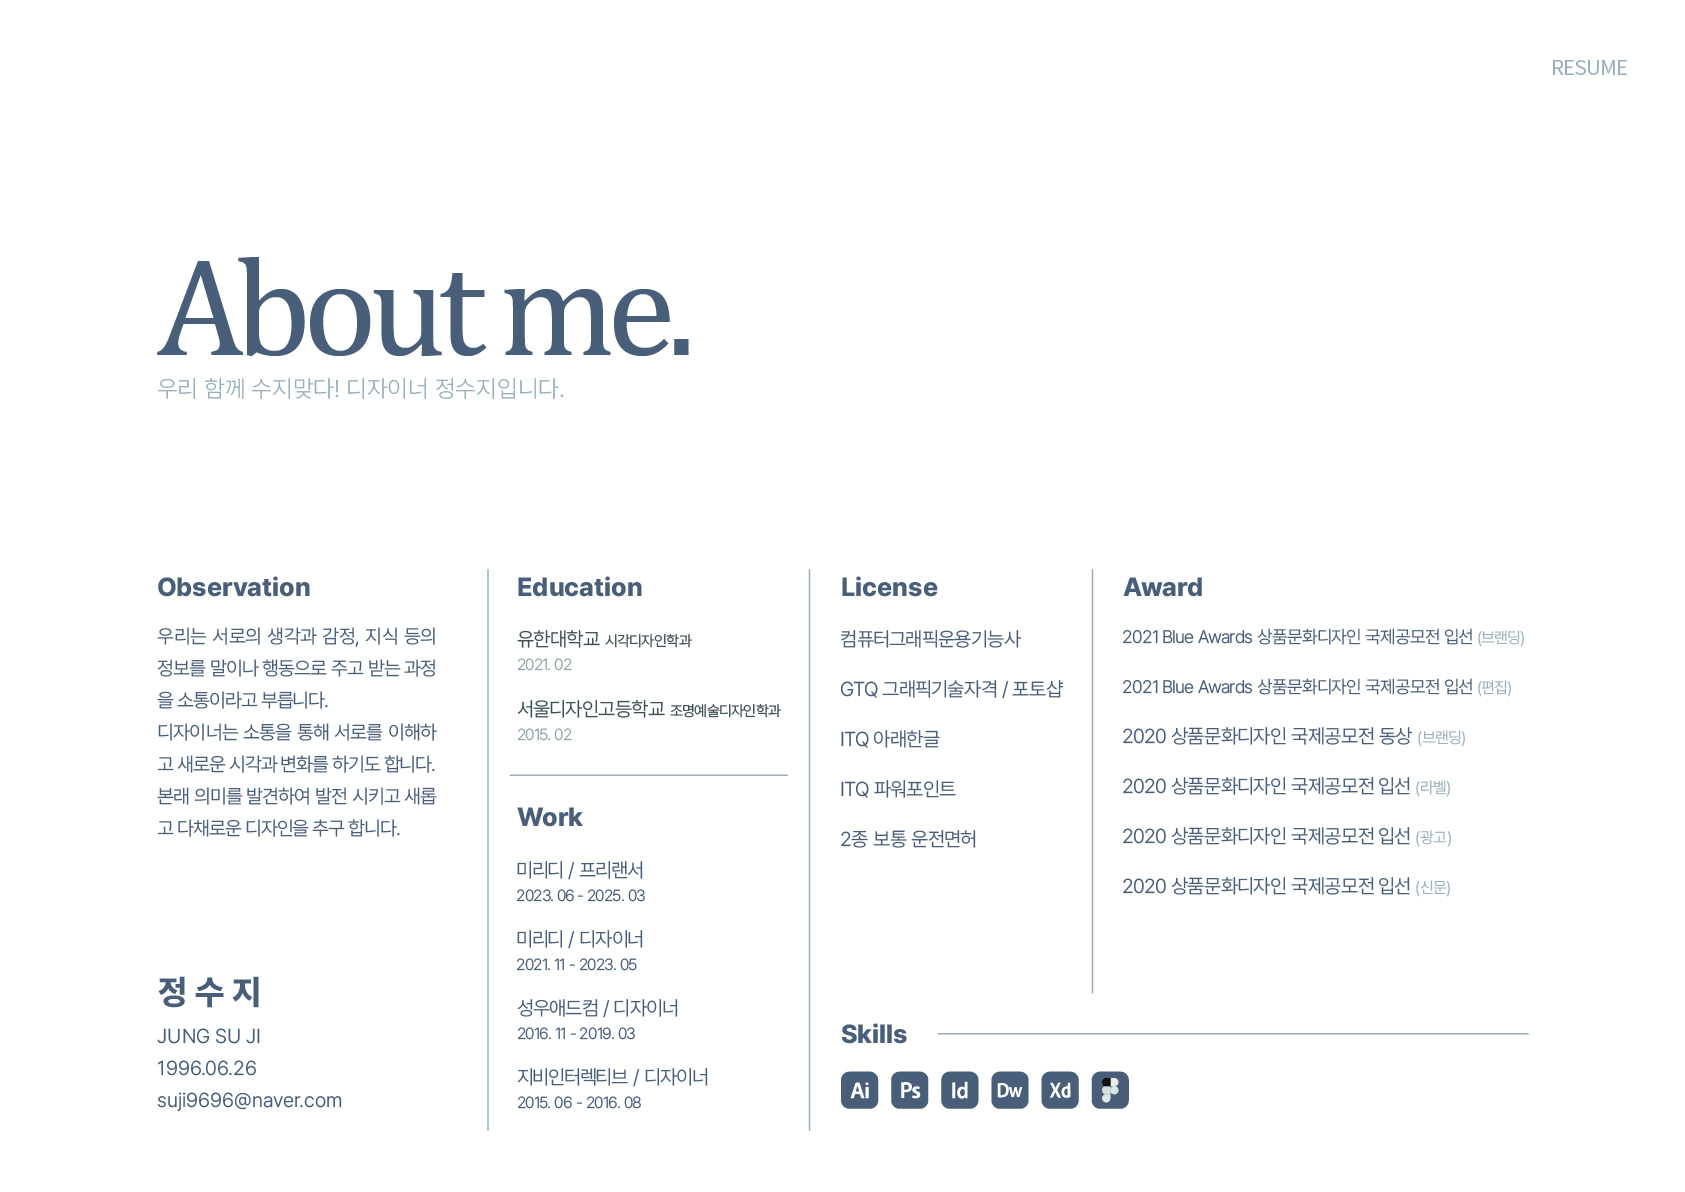 RESUME
About me.
우리 함께 수지맞다! 디자이너 정수지입니다.
Observation
우리는 서로의 생각과 감정, 지식 등의
정보를 말이나 행동으로 주고 받는 과정
을 소통이라고 부릅니다.
디자이너는 소통을 통해 서로를 이해하
고 새로운 시각과 변화를 하기도 합니다.
본래 의미를 발견하여 발전 시키고 새롭
고 다채로운 디자인을 추구 합니다.
정 수 지
JUNG SU JI
1996.06.26
suji9696@naver.com
Education
유한대학교 시각디자인학과
2021. 02
서울디자인고등학교 조명예술디자인학과
2015. 02
Work
미리디 / 프리랜서
2023. 06 - 2025. 03
미리디 / 디자이너
2021. 11 - 2023. 05
성우애드컴 / 디자이너
2016. 11 - 2019. 03
지비인터렉티브 / 디자이너
2015. 06 - 2016. 08
License
컴퓨터그래픽운용기능사
GTQ 그래픽기술자격 / 포토샵
ITQ 아래한글
ITQ 파워포인트
2종 보통 운전면허
Award
2021 Blue Awards 상품문화디자인 국제공모전 입선 (브랜딩)
2021 Blue Awards 상품문화디자인 국제공모전 입선 (편집)
2020 상품문화디자인 국제공모전 동상 (브랜딩)
2020 상품문화디자인 국제공모전 입선 (라벨)
2020 상품문화디자인 국제공모전 입선 (광고)
2020 상품문화디자인 국제공모전 입선 (신문)
Skills
Ai Ps Id Dw Xd